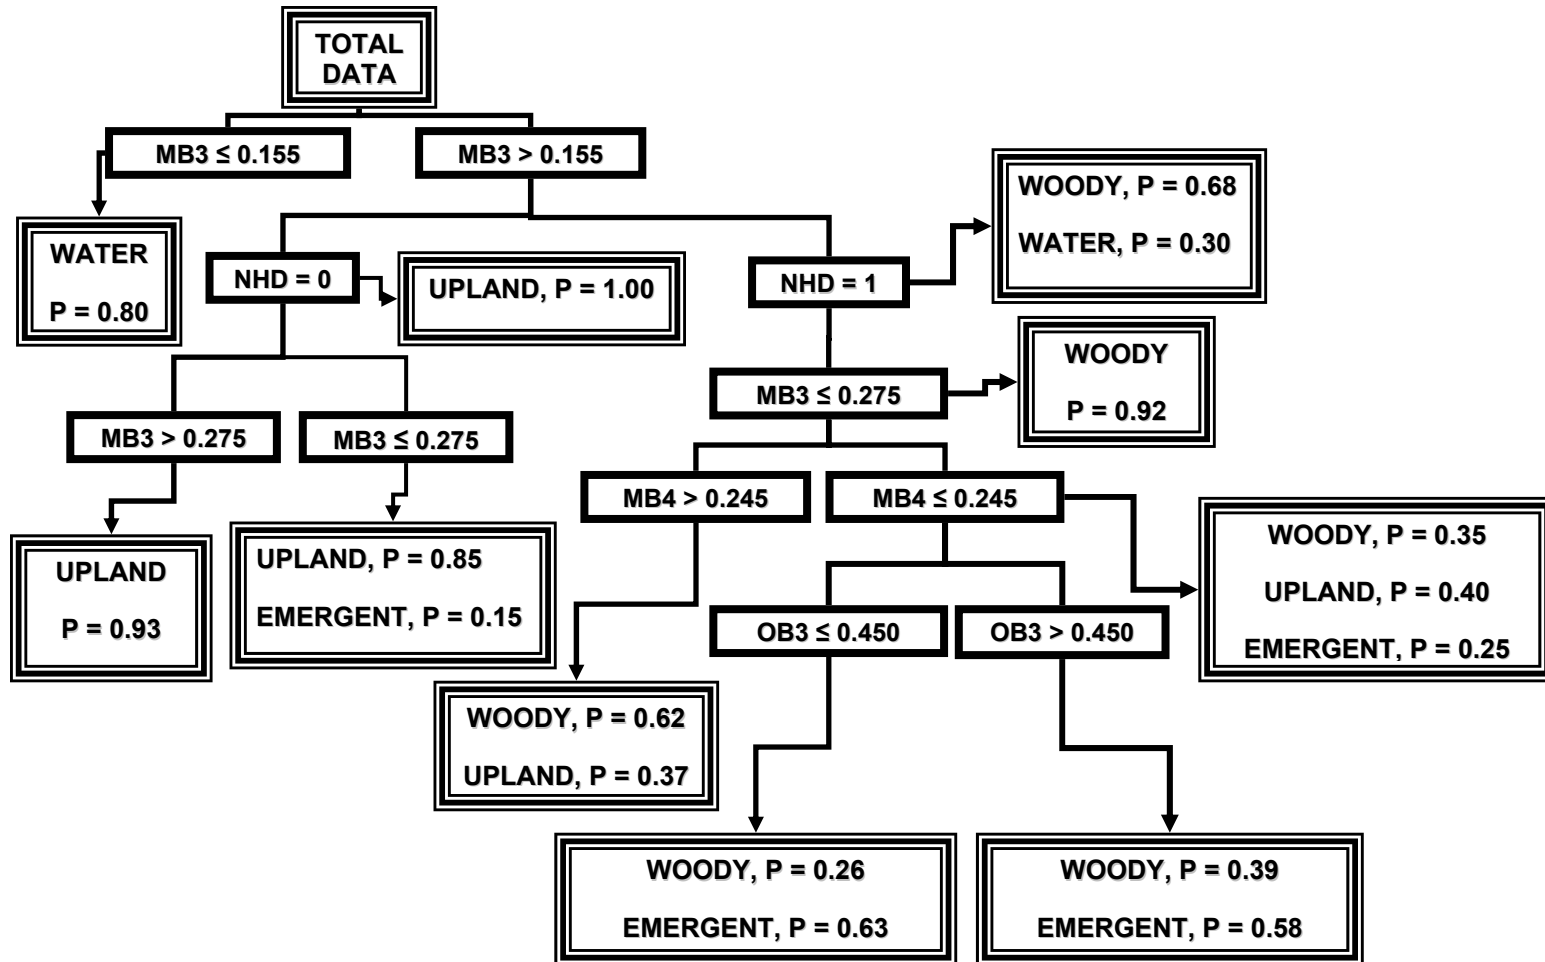 TOTAL
DATA
MB3 ≤ 0.155
MB3 > 0.155
WOODY, P = 0.68
WATER, P = 0.30
WATER
P = 0.80
NHD = 0
UPLAND, P = 1.00
NHD = 1
WOODY
P = 0.92
MB3 ≤ 0.275
MB3 > 0.275
MB3 ≤ 0.275
MB4 > 0.245
MB4 ≤ 0.245
WOODY, P = 0.35
UPLAND, P = 0.40
EMERGENT, P = 0.25
UPLAND
P = 0.93
UPLAND, P = 0.85
EMERGENT, P = 0.15
OB3 ≤ 0.450
OB3 > 0.450
WOODY, P = 0.62
UPLAND, P = 0.37
WOODY, P = 0.26
EMERGENT, P = 0.63
WOODY, P = 0.39
EMERGENT, P = 0.58